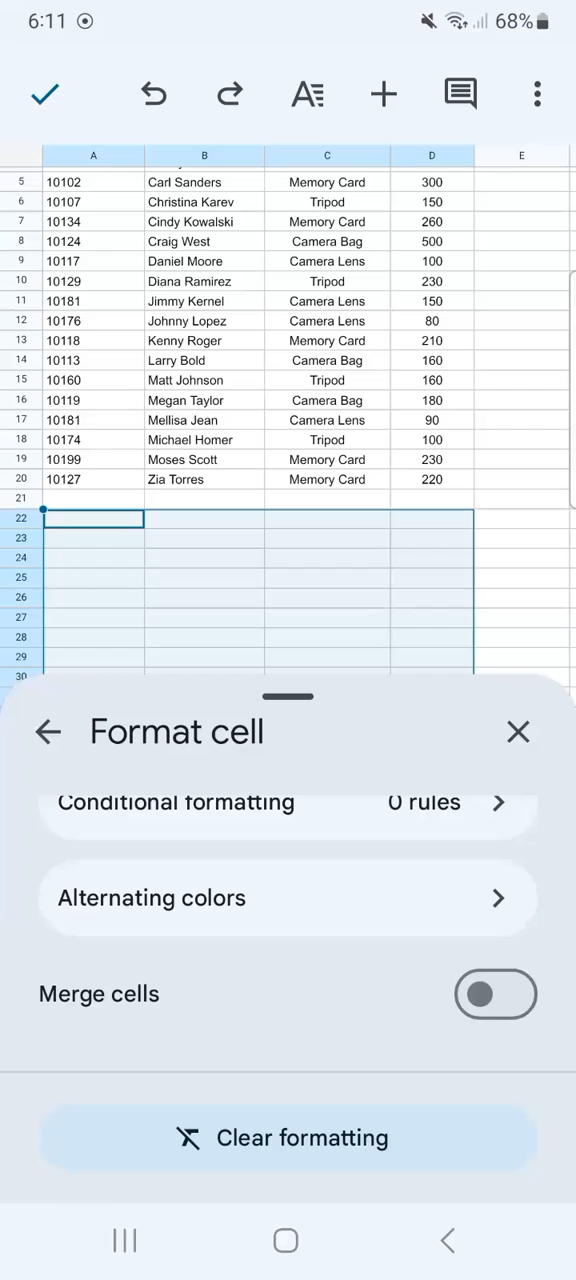 6:11 68%
A B C D E
5 10102 Carl Sanders Memory Card 300
6 10107 Christina Karev Tripod 150
7 10134 Cindy Kowalski Memory Card 260
8 10124 Craig West Camera Bag 500
9 10117 Daniel Moore Camera Lens 100
10 10129 Diana Ramirez Tripod 230
11 10181 Jimmy Kernel Camera Lens 150
12 10176 Johnny Lopez Camera Lens 80
13 10118 Kenny Roger Memory Card 210
14 10113 Larry Bold Camera Bag 160
15 10160 Matt Johnson Tripod 160
16 10119 Megan Taylor Camera Bag 180
17 10181 Mellisa Jean Camera Lens 90
18 10174 Michael Homer Tripod 100
19 10199 Moses Scott Memory Card 230
20 10127 Zia Torres Memory Card 220
21
22
23
24
25
26
27
28
29
30
Format cell
Conditional formatting 0 rules
Alternating colors
Merge cells
Clear formatting